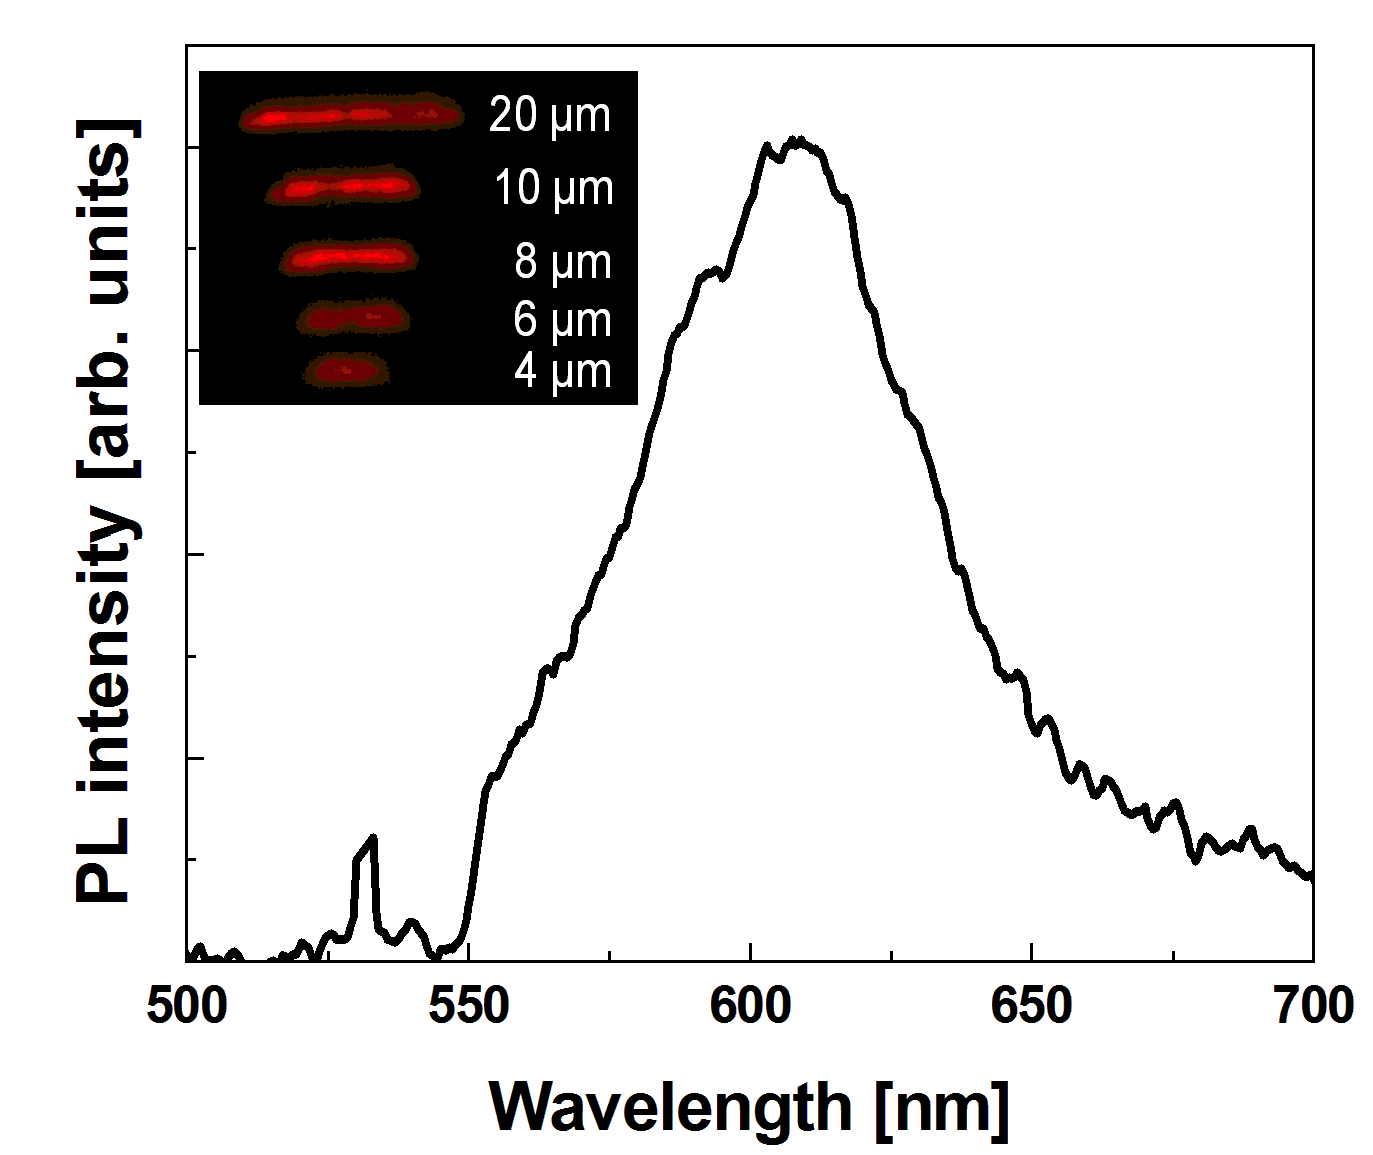 PL intensity [arb. units]
20 µm
10 µm
8 µm
6 µm
4 µm
500 550 600 650 700
Wavelength [nm]